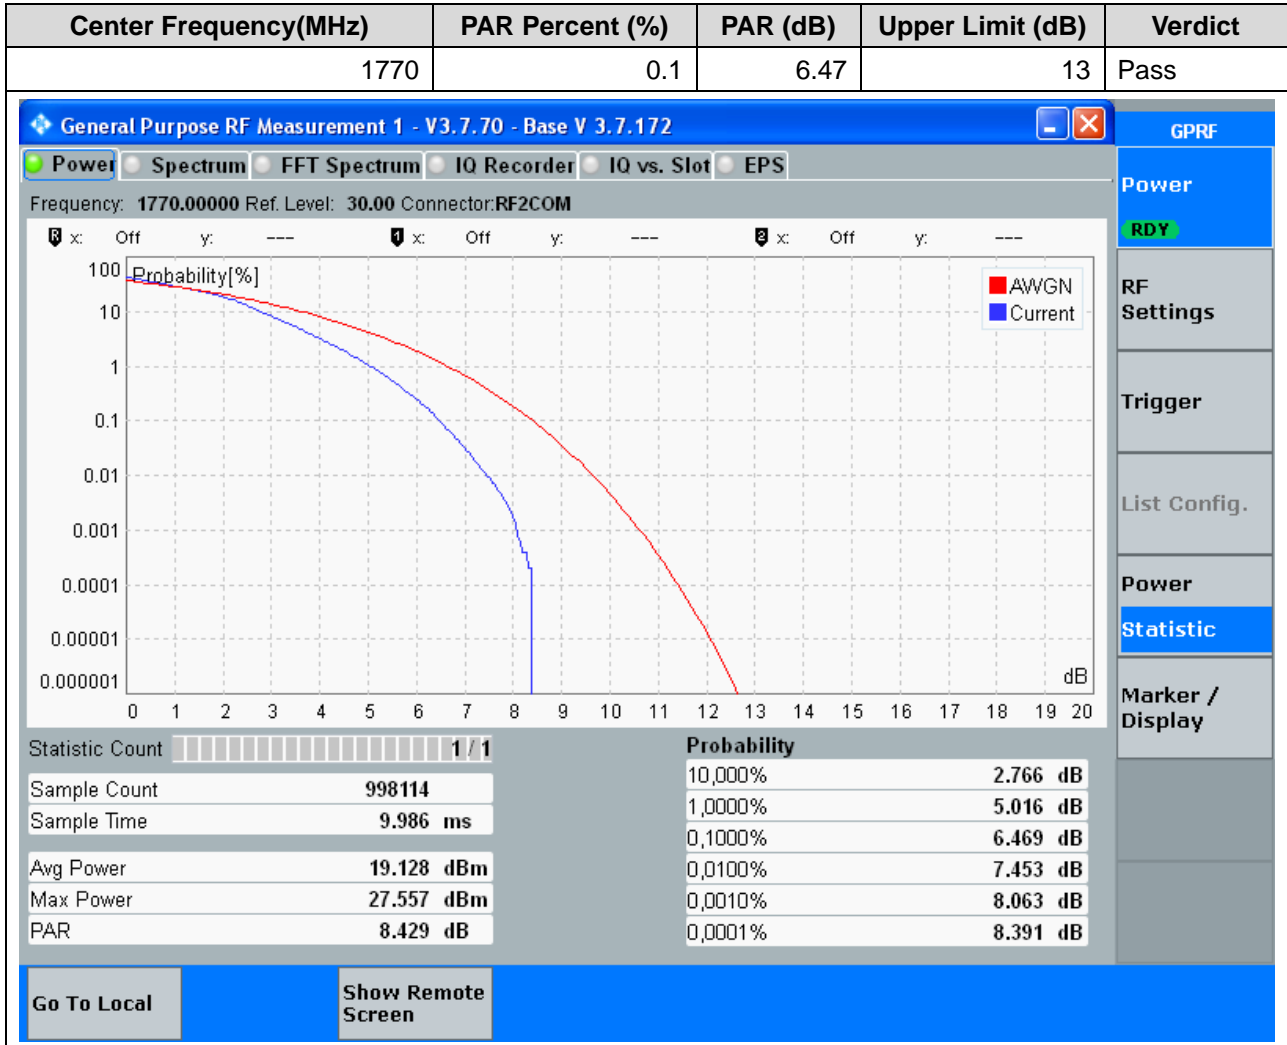 Center Frequency(MHz) PAR Percent (%) PAR (dB) Upper Limit (dB) Verdict
1770 0.1 6.47 13 Pass
General Purpose RF Measurement 1 - V3.7.70 - Base V 3.7.172
GPRF
Power Spectrum FFT Spectrum IQ Recorder IQ vs. Slot EPS
Power
RDY
Frequency: 1770.00000 Ref. Level: 30.00 Connector:RF2COM
R x: Off y: --- 1 x: Off y: --- 2 x: Off y: ---
Probability[%]
AWGN
Current
100
10
1
0.1
0.01
0.001
0.0001
0.00001
0.000001
dB
0 1 2 3 4 5 6 7 8 9 10 11 12 13 14 15 16 17 18 19 20
RF
Settings
Trigger
List Config.
Power
Statistic
Marker /
Display
Statistic Count 1 / 1
Sample Count 998114
Sample Time 9.986 ms
Avg Power 19.128 dBm
Max Power 27.557 dBm
PAR 8.429 dB
Probability
10,000% 2.766 dB
1,0000% 5.016 dB
0,1000% 6.469 dB
0,0100% 7.453 dB
0,0010% 8.063 dB
0,0001% 8.391 dB
Go To Local
Show Remote
Screen